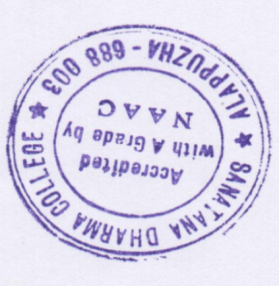 ★ SANATANA DHARMA COLLEGE ★
ALAPPUZHA - 688 003
Accredited
with A Grade by
NAAC